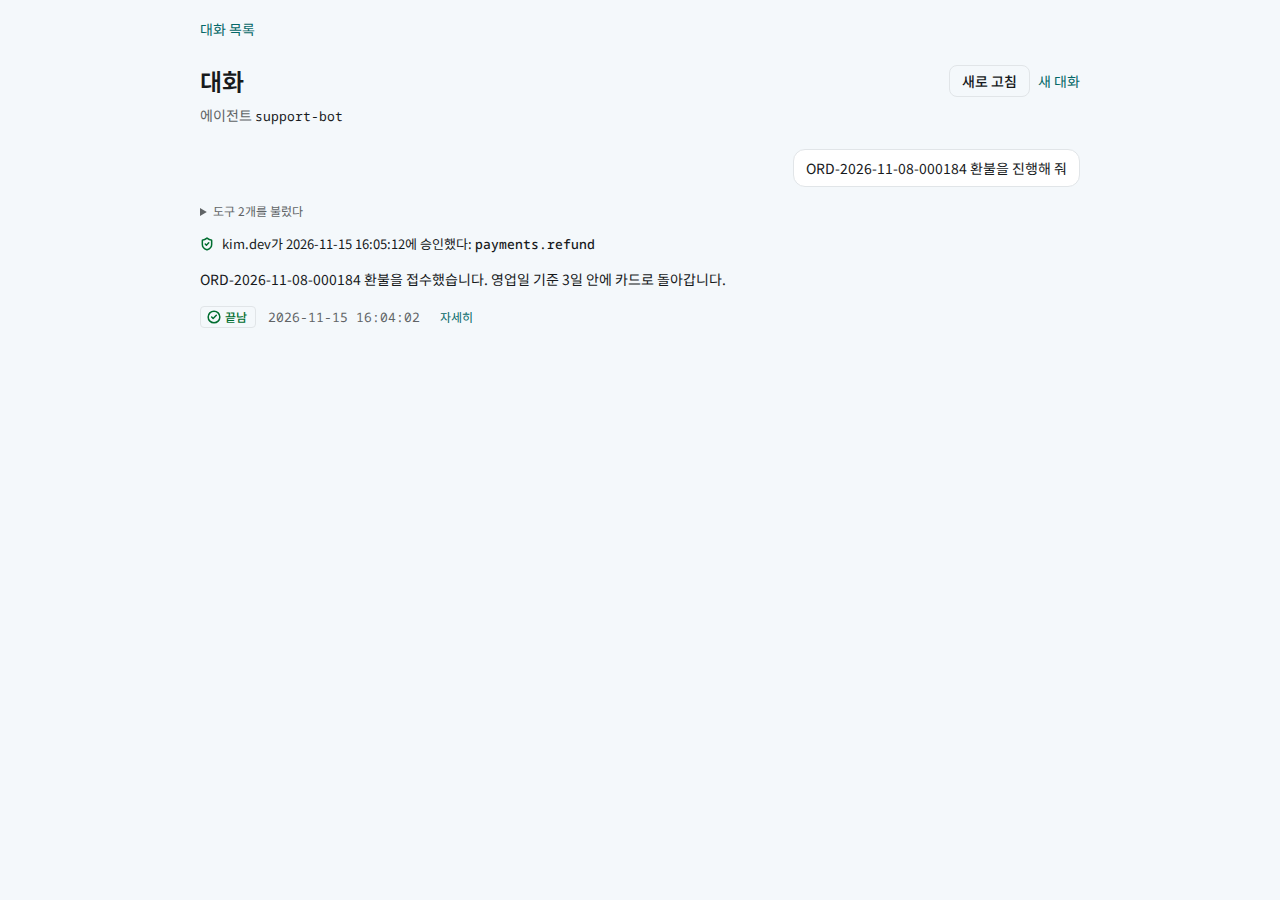 대화 목록
대화
새로 고침
새 대화
에이전트 support-bot
ORD-2026-11-08-000184 환불을 진행해 줘
도구 2개를 불렀다
kim.dev가 2026-11-15 16:05:12에 승인했다: payments.refund
ORD-2026-11-08-000184 환불을 접수했습니다. 영업일 기준 3일 안에 카드로 돌아갑니다.
끝남 2026-11-15 16:04:02 자세히